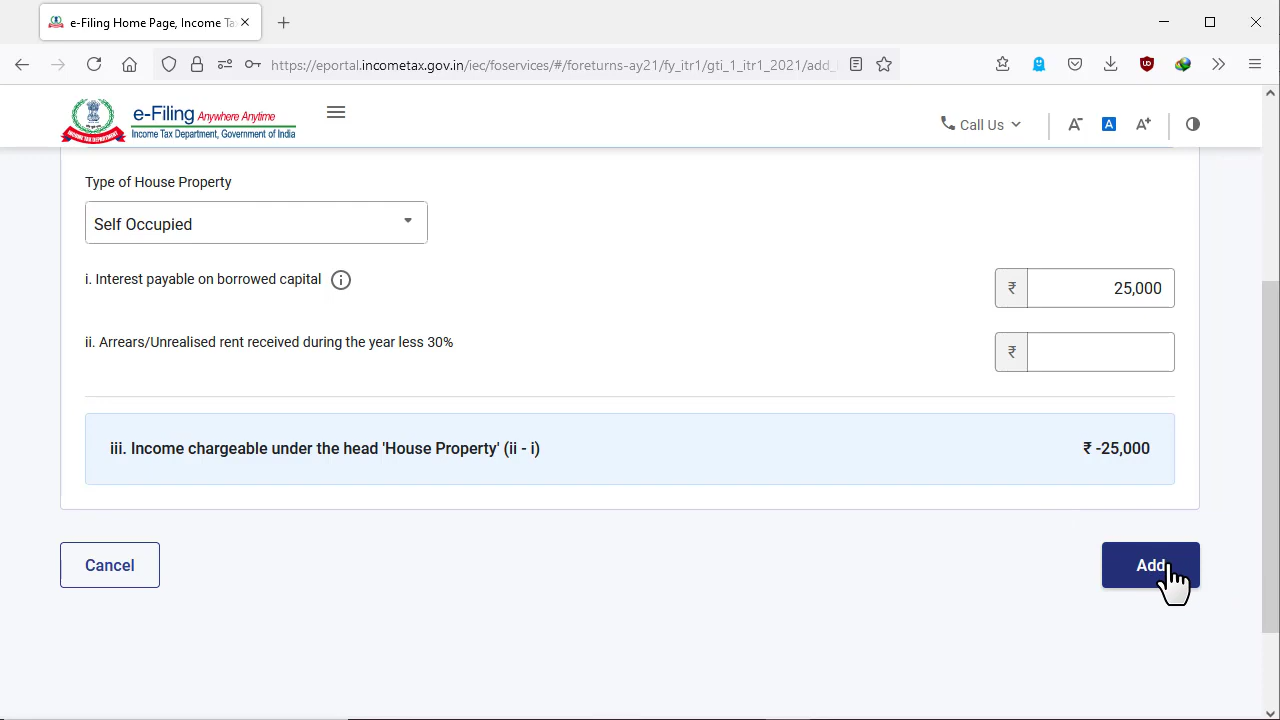 e-Filing Home Page, Income Ta
https://eportal.incometax.gov.in/iec/foservices/#/foreturns-ay21/fy_itr1/gti_1_itr1_2021/add_
e-Filing Anywhere Anytime
Income Tax Department, Government of India
Call Us
A-
A
A+
Type of House Property
Self Occupied
i. Interest payable on borrowed capital
₹ 25,000
ii. Arrears/Unrealised rent received during the year less 30%
₹
iii. Income chargeable under the head 'House Property' (ii - i)
₹ -25,000
Cancel
Add